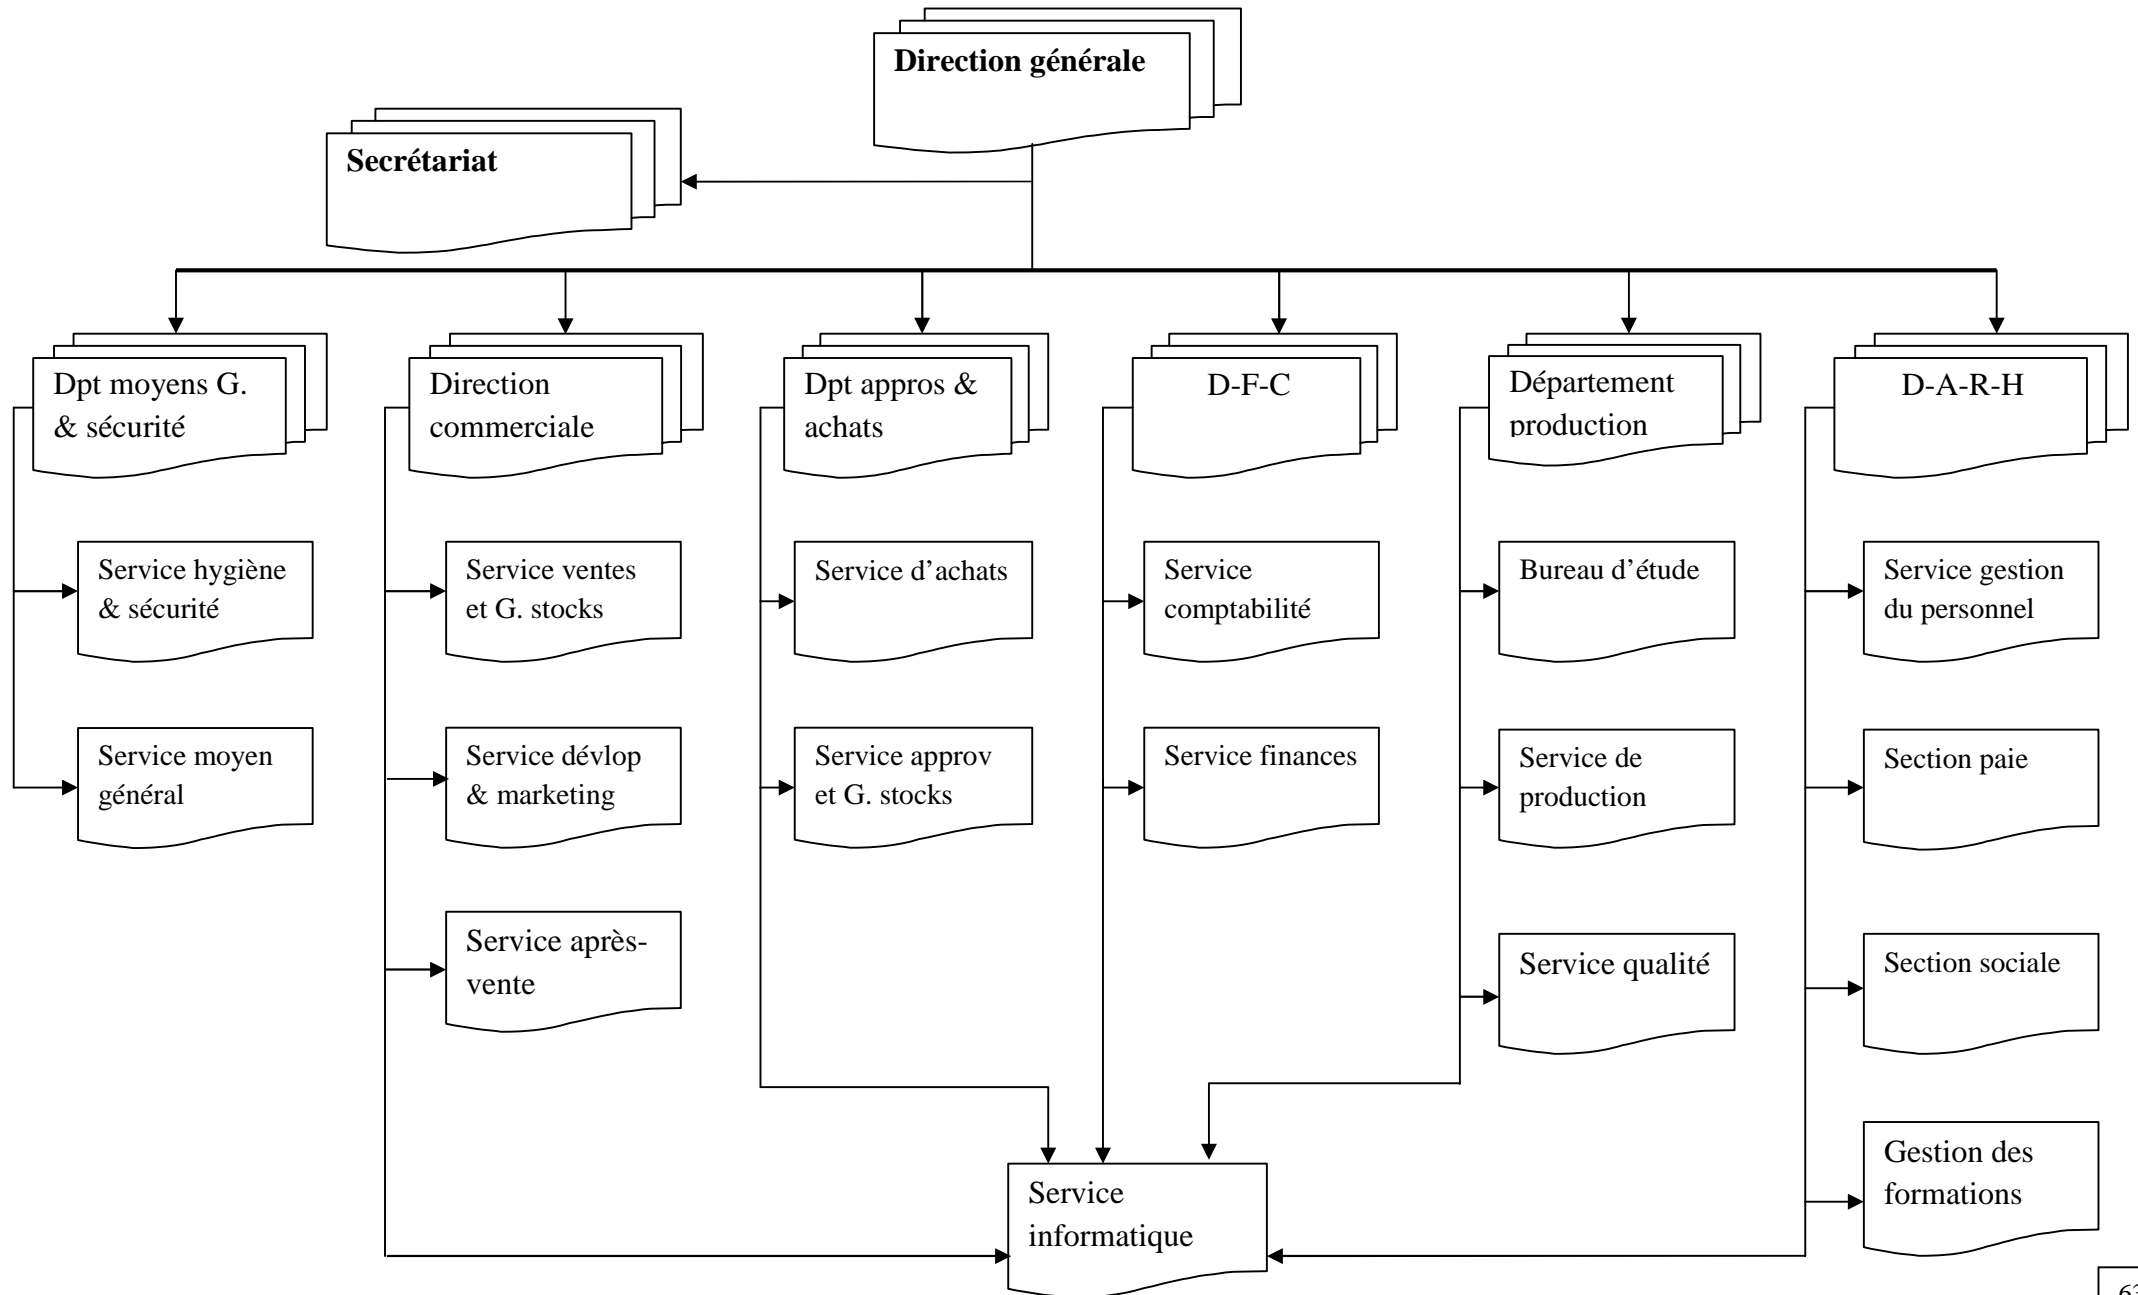 Direction générale
Secrétariat
Dpt moyens G.
& sécurité
Direction
commerciale
Dpt appros &
achats
D-F-C
Département
production
D-A-R-H
Service hygiène
& sécurité
Service ventes
et G. stocks
Service d’achats
Service
comptabilité
Bureau d’étude
Service gestion
du personnel
Service moyen
général
Service dévlop
& marketing
Service approv
et G. stocks
Service finances
Service de
production
Section paie
Service après-
vente
Service qualité
Section sociale
Gestion des
formations
Service
informatique